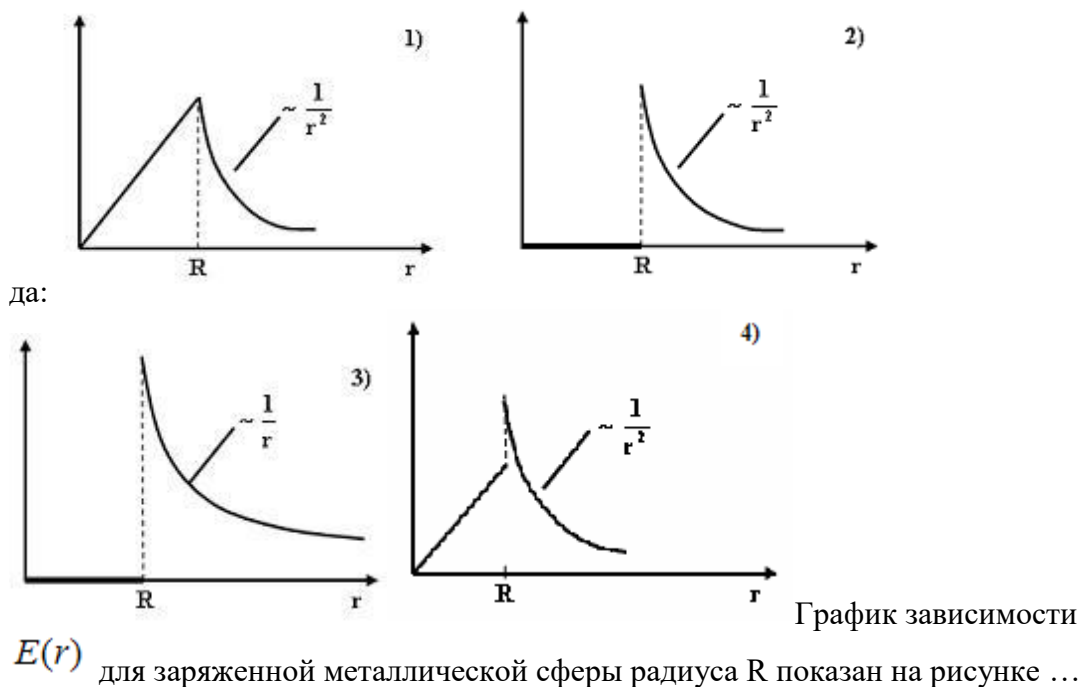 1)
~ 1/r²
R
r
2)
~ 1/r²
R
r
да:
3)
~ 1/r
R
r
4)
~ 1/r²
R
r
График зависимости
E(r) для заряженной металлической сферы радиуса R показан на рисунке …